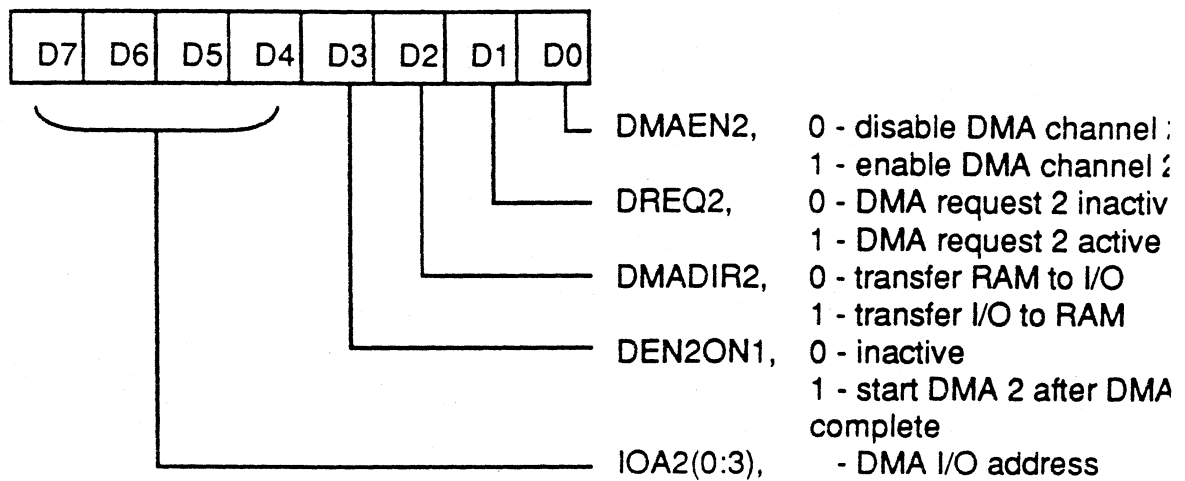 D7 D6 D5 D4 D3 D2 D1 D0
DMAEN2, 0 - disable DMA channel
1 - enable DMA channel
DREQ2, 0 - DMA request 2 inactiv
1 - DMA request 2 active
DMADIR2, 0 - transfer RAM to I/O
1 - transfer I/O to RAM
DEN2ON1, 0 - inactive
1 - start DMA 2 after DMA
complete
IOA2(0:3), - DMA I/O address